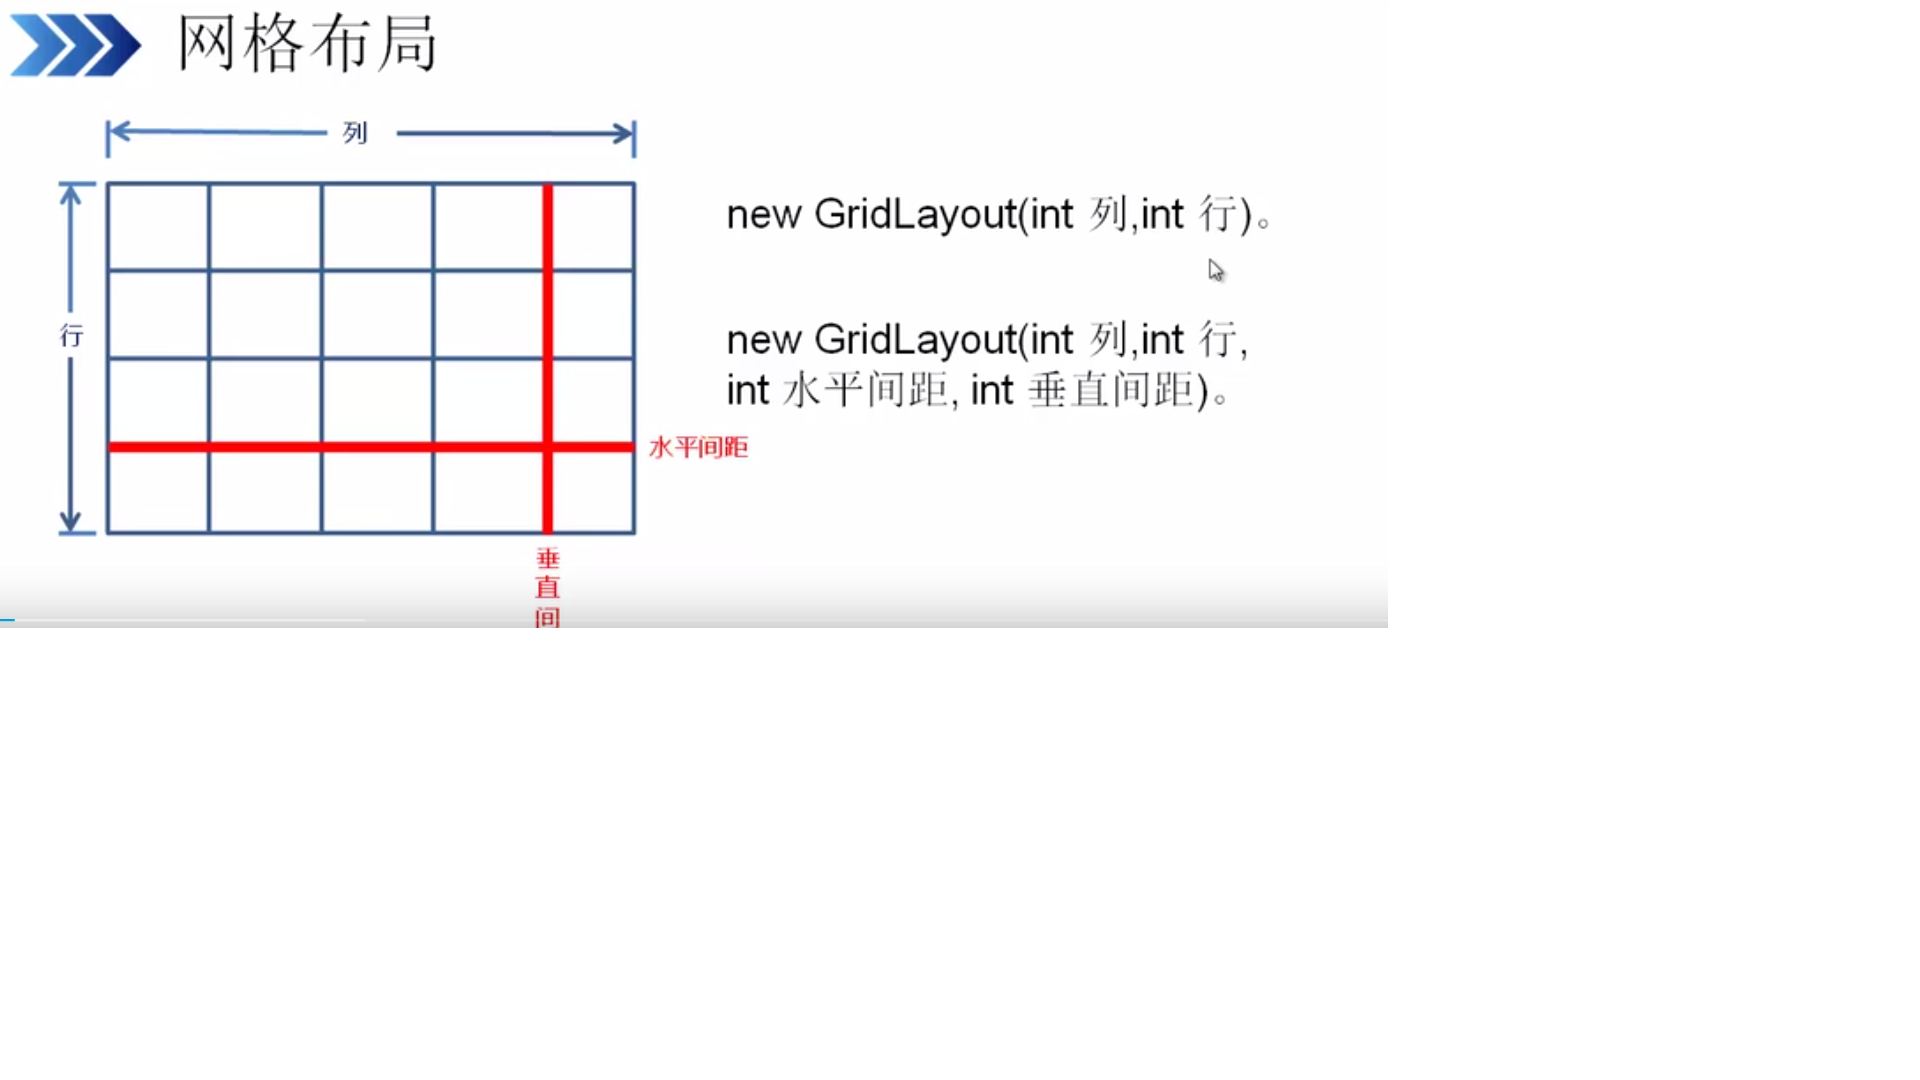 网格布局
列
行
new GridLayout(int 列,int 行)。
new GridLayout(int 列,int 行,
int 水平间距, int 垂直间距)。
水平间距
垂
直
间